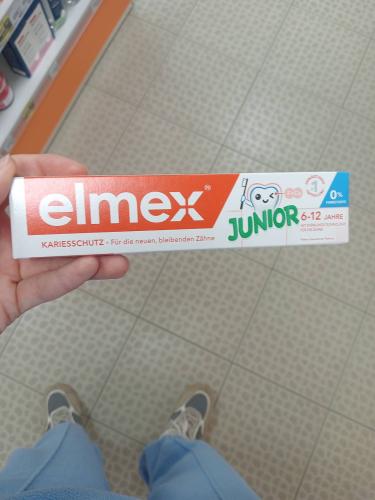 elmex®
KARIESSCHUTZ - Für die neuen, bleibenden Zähne
JUNIOR
6-12 JAHRE
0%